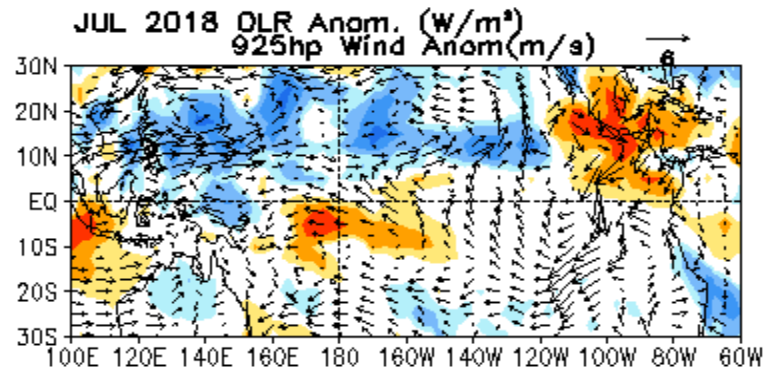 JUL 2018 OLR Anom. (W/m²)
925hp Wind Anom(m/s)
6
30N
20N
10N
EQ
10S
20S
30S
100E 120E 140E 160E 180 160W 140W 120W 100W 80W 60W